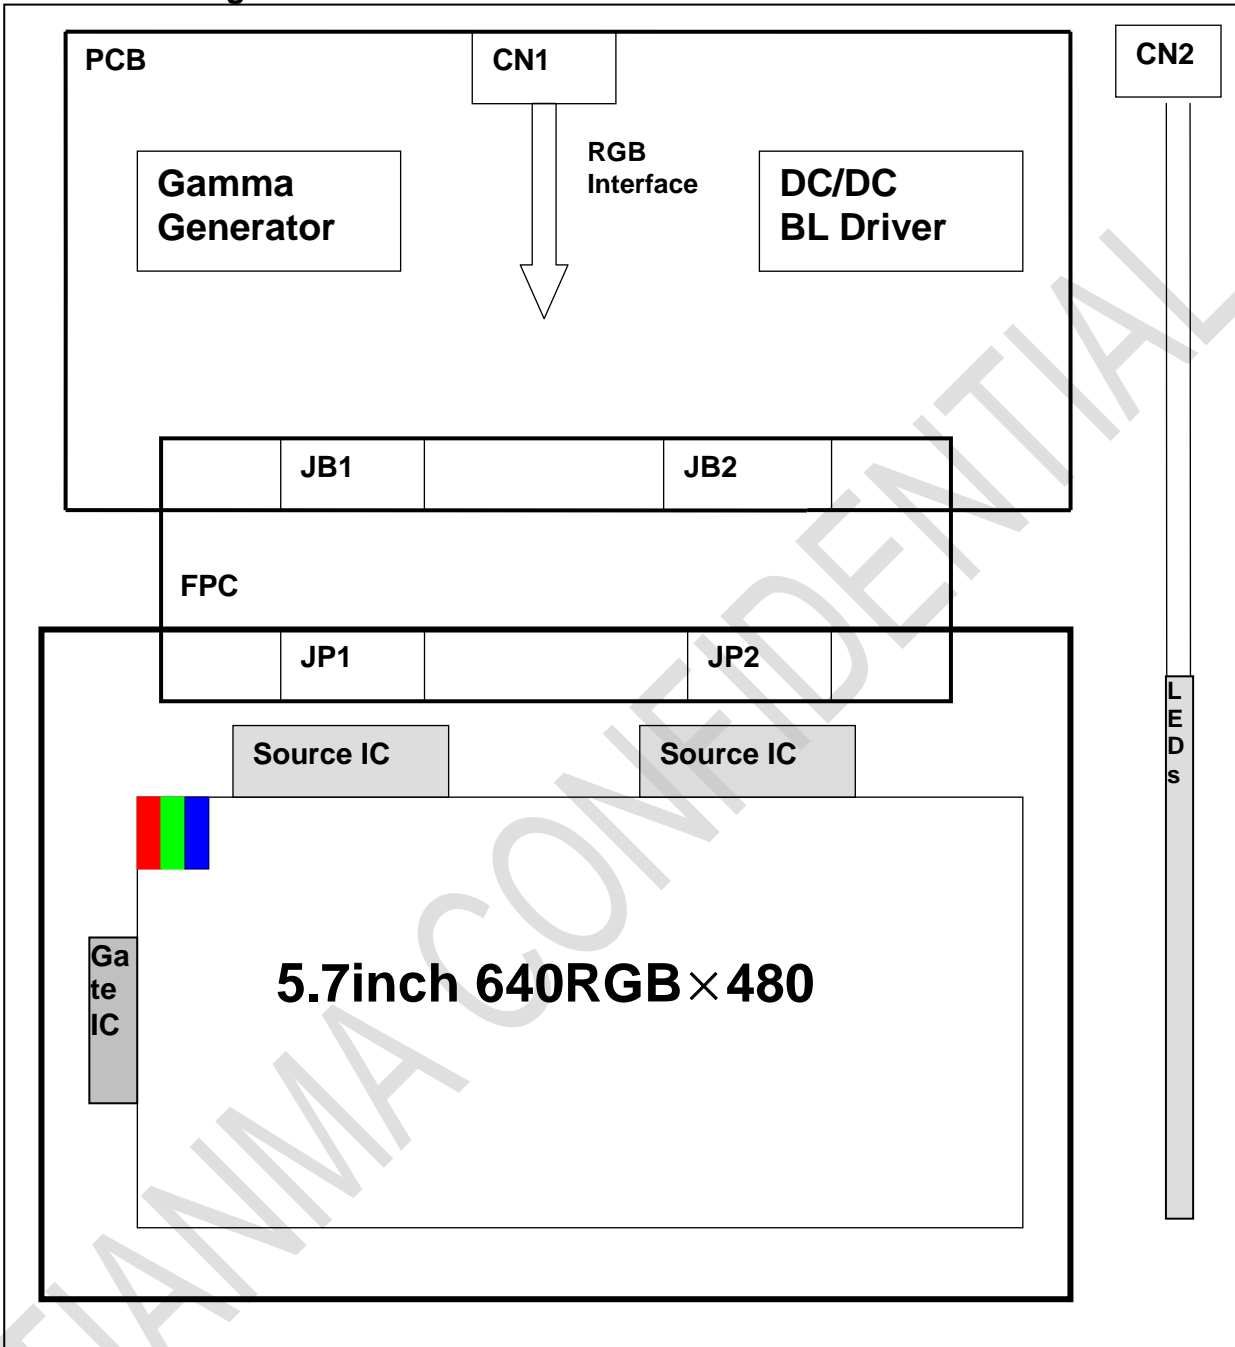 PCB
CN1
CN2
RGB
Interface
Gamma
Generator
DC/DC
BL Driver
JB1
JB2
FPC
JP1
JP2
Source IC
Source IC
L
E
D
s
Ga
te
IC
5.7inch 640RGB×480
TIANMA CONFIDENTIAL